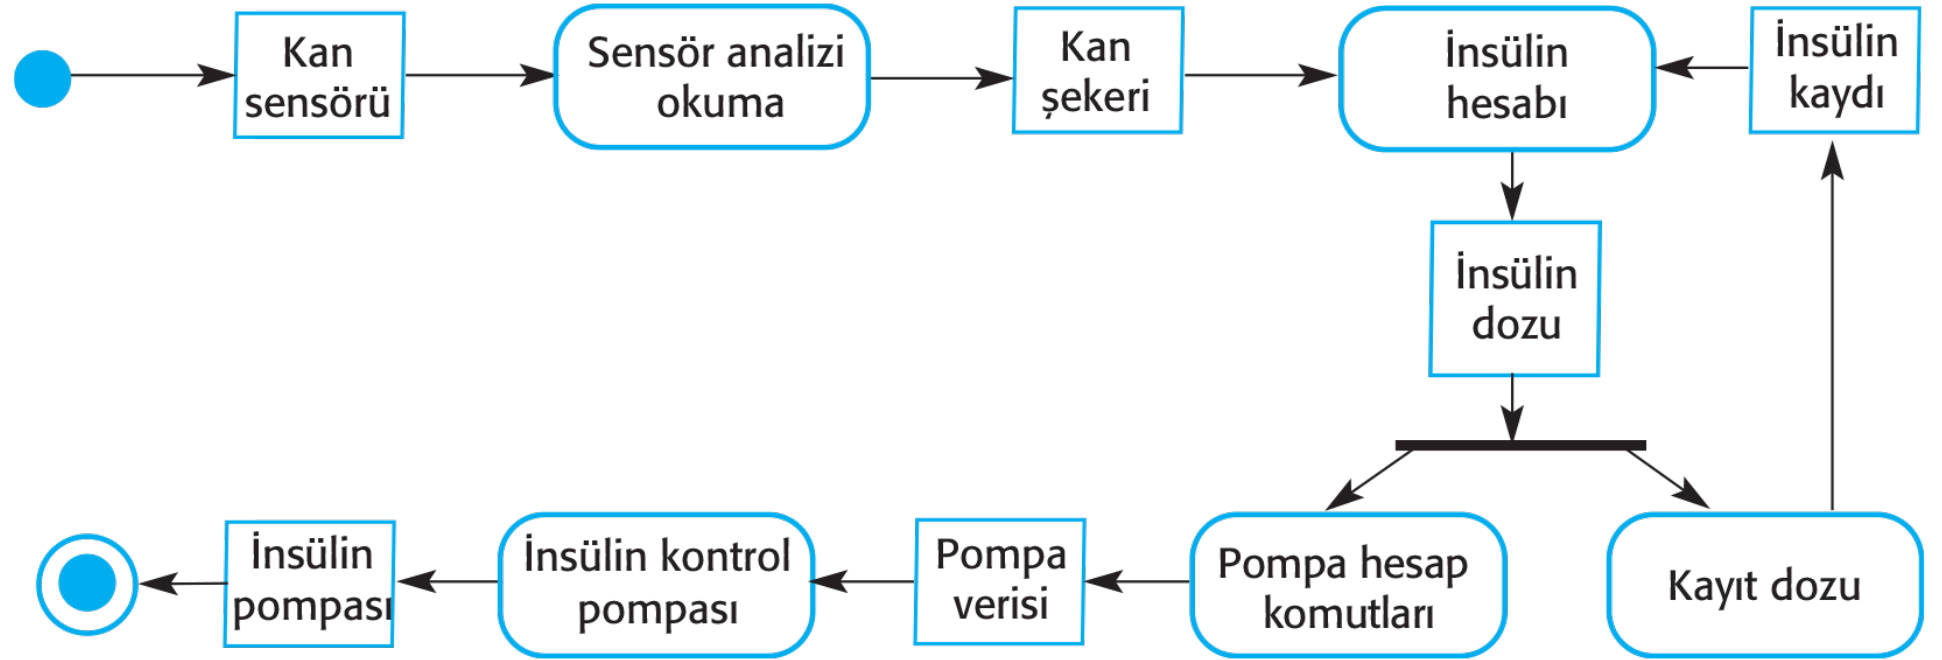 Kan
sensörü
Sensör analizi
okuma
Kan
şekeri
İnsülin
hesabı
İnsülin
kaydı
İnsülin
dozu
İnsülin
pompası
İnsülin kontrol
pompası
Pompa
verisi
Pompa hesap
komutları
Kayıt dozu